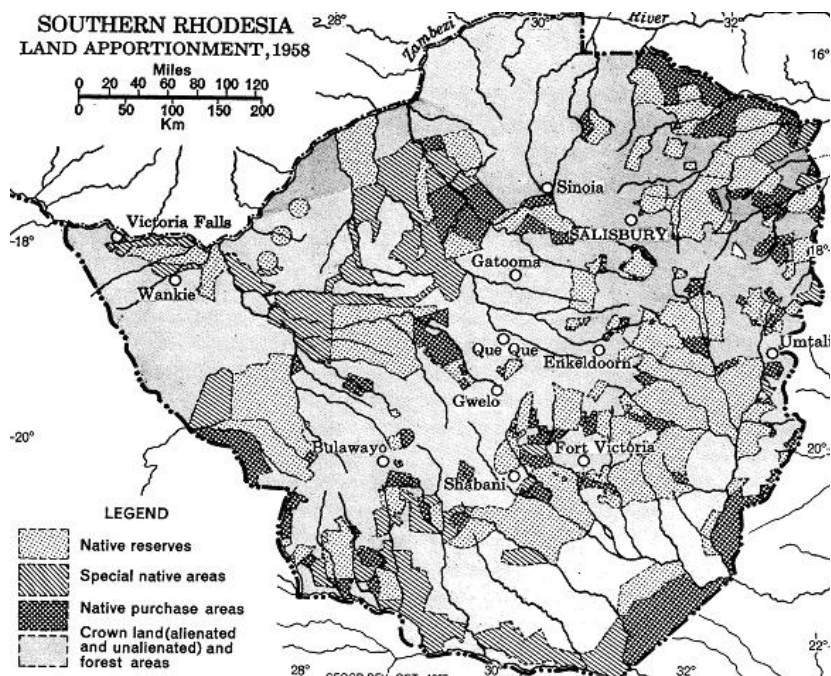 SOUTHERN RHODESIA
LAND APPORTIONMENT, 1958
Miles
0 20 40 60 80 100 120
0 50 100 150 200
Km
Zambezi
30°
River
32°
16°
Sinoia
SALISBURY
Victoria Falls
-18°
18°
Gatooma
Wankie
Umtali
Que Que
Enkeldoorn
Gwelo
-20°
20°
Bulawayo
Fort Victoria
Shabani
LEGEND
Native reserves
Special native areas
Native purchase areas
Crown land (alienated
and unalienated) and
forest areas
22°
28°
30°
32°